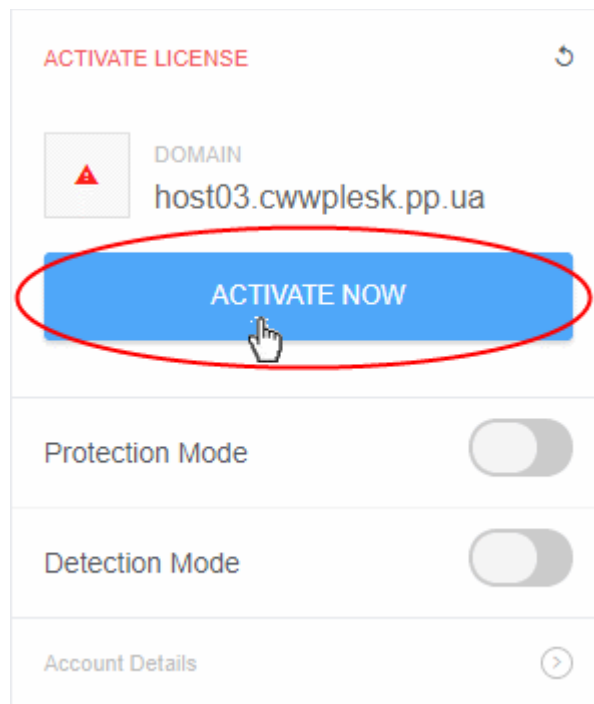 ACTIVATE LICENSE
DOMAIN
host03.cwwplesk.pp.ua
ACTIVATE NOW
Protection Mode
Detection Mode
Account Details